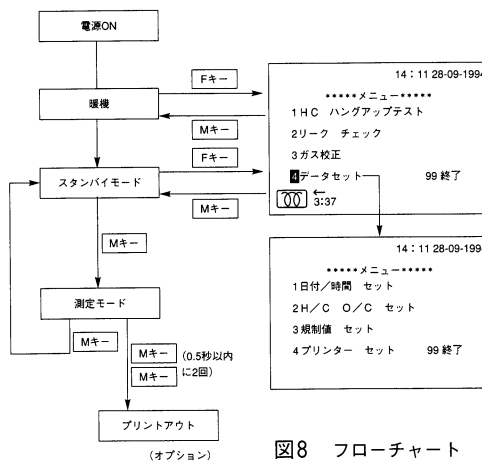 電源ON
暖機
スタンバイモード
測定モード
プリントアウト
(オプション)
Fキー
Mキー
Fキー
Mキー
Mキー
Mキー
Mキー
Mキー
(0.5秒以内
に2回)
14：11 28-09-1994
*****メニュー*****
1HC ハングアップテスト
2リーク チェック
3ガス校正
4データセット 99 終了
←
3:37
14：11 28-09-1994
*****メニュー*****
1日付／時間 セット
2H／C O／C セット
3規制値 セット
4プリンター セット 99 終了
図8 フローチャート